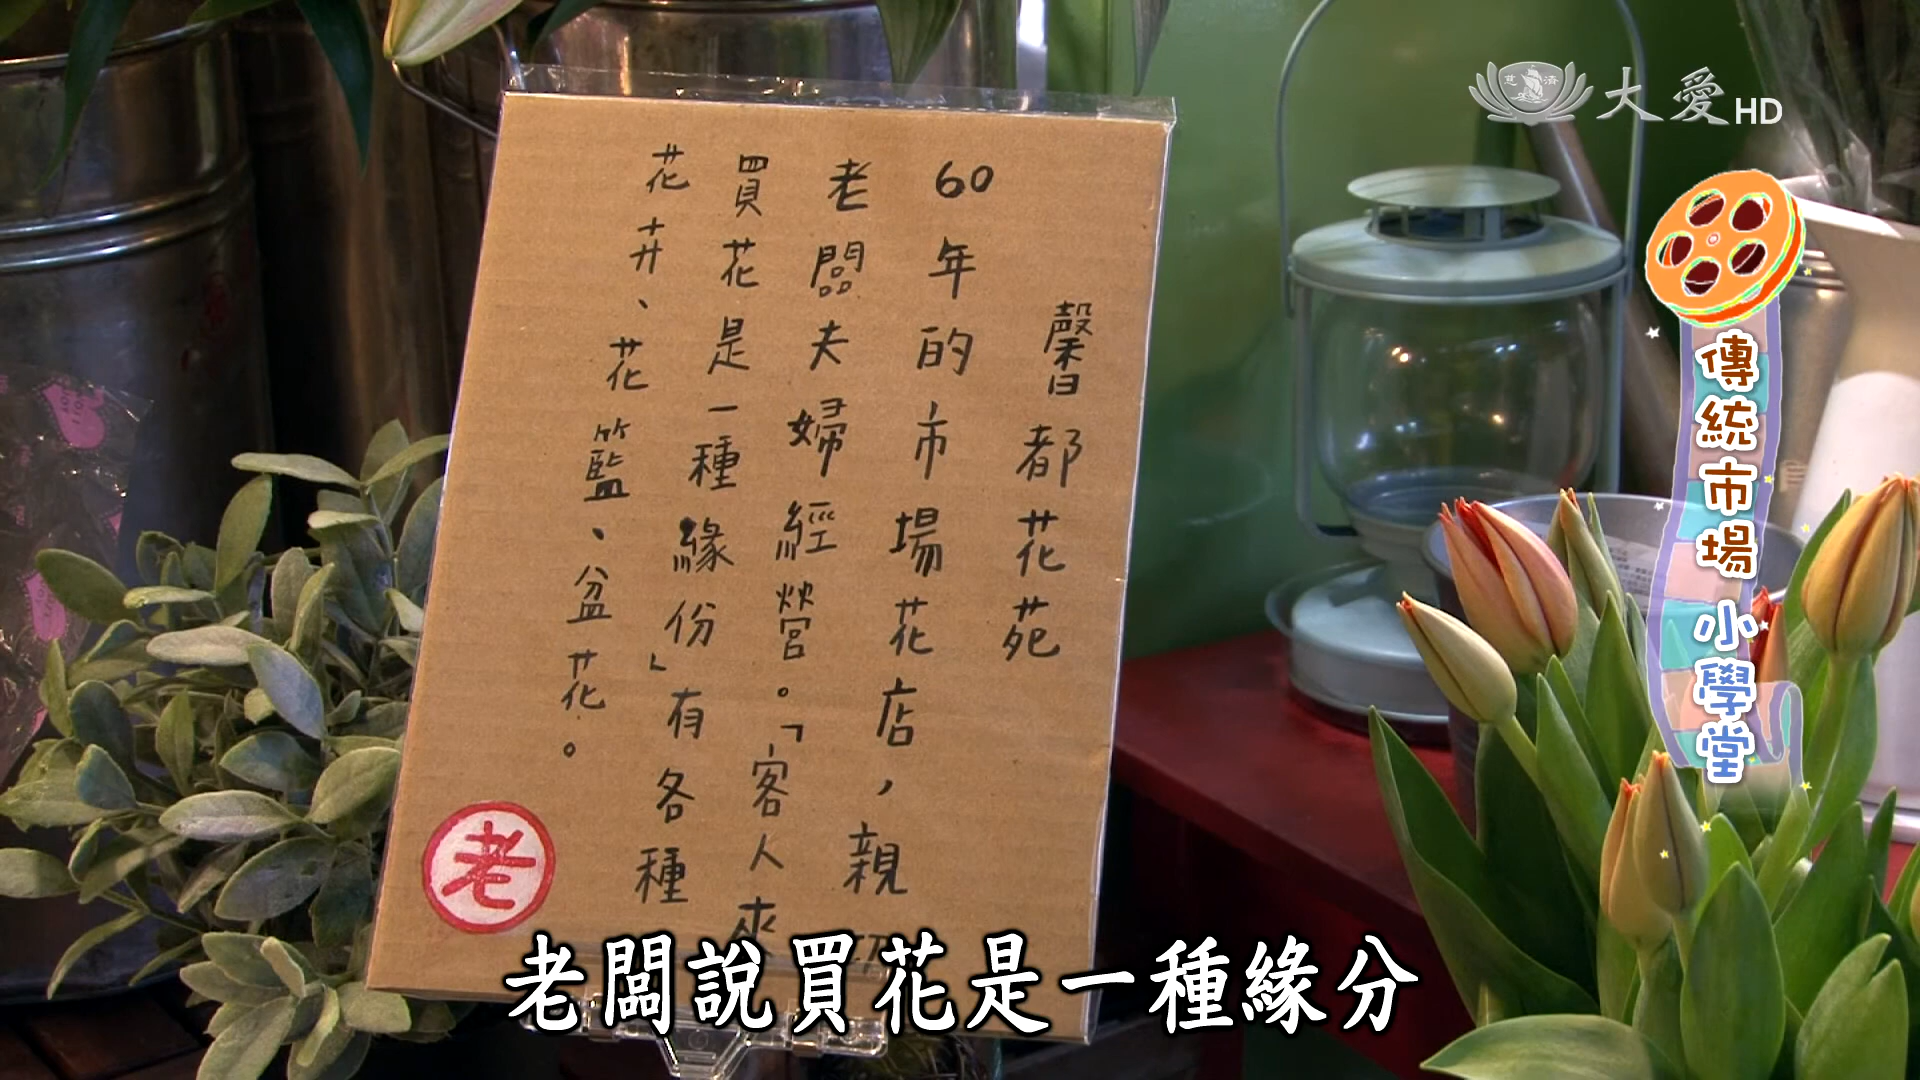 馨都花苑
60年的市場花店，親切
老闆夫婦經營。「客人來
買花是一種緣份」有各種
花卉、花籃、盆花。
老
老闆說買花是一種緣分
慈濟
大愛HD
傳統市場 小學堂